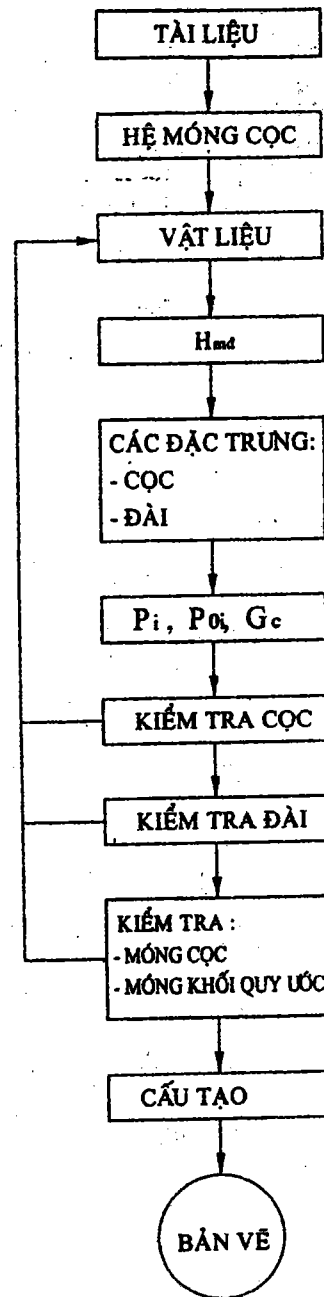 TÀI LIỆU
HỆ MÓNG CỌC
VẬT LIỆU
Hmđ
CÁC ĐẶC TRƯNG:
- CỌC
- ĐÀI
Pi, P0i, Gc
KIỂM TRA CỌC
KIỂM TRA ĐÀI
KIỂM TRA :
- MÓNG CỌC
- MÓNG KHỐI QUY ƯỚC
CẤU TẠO
BẢN VẼ